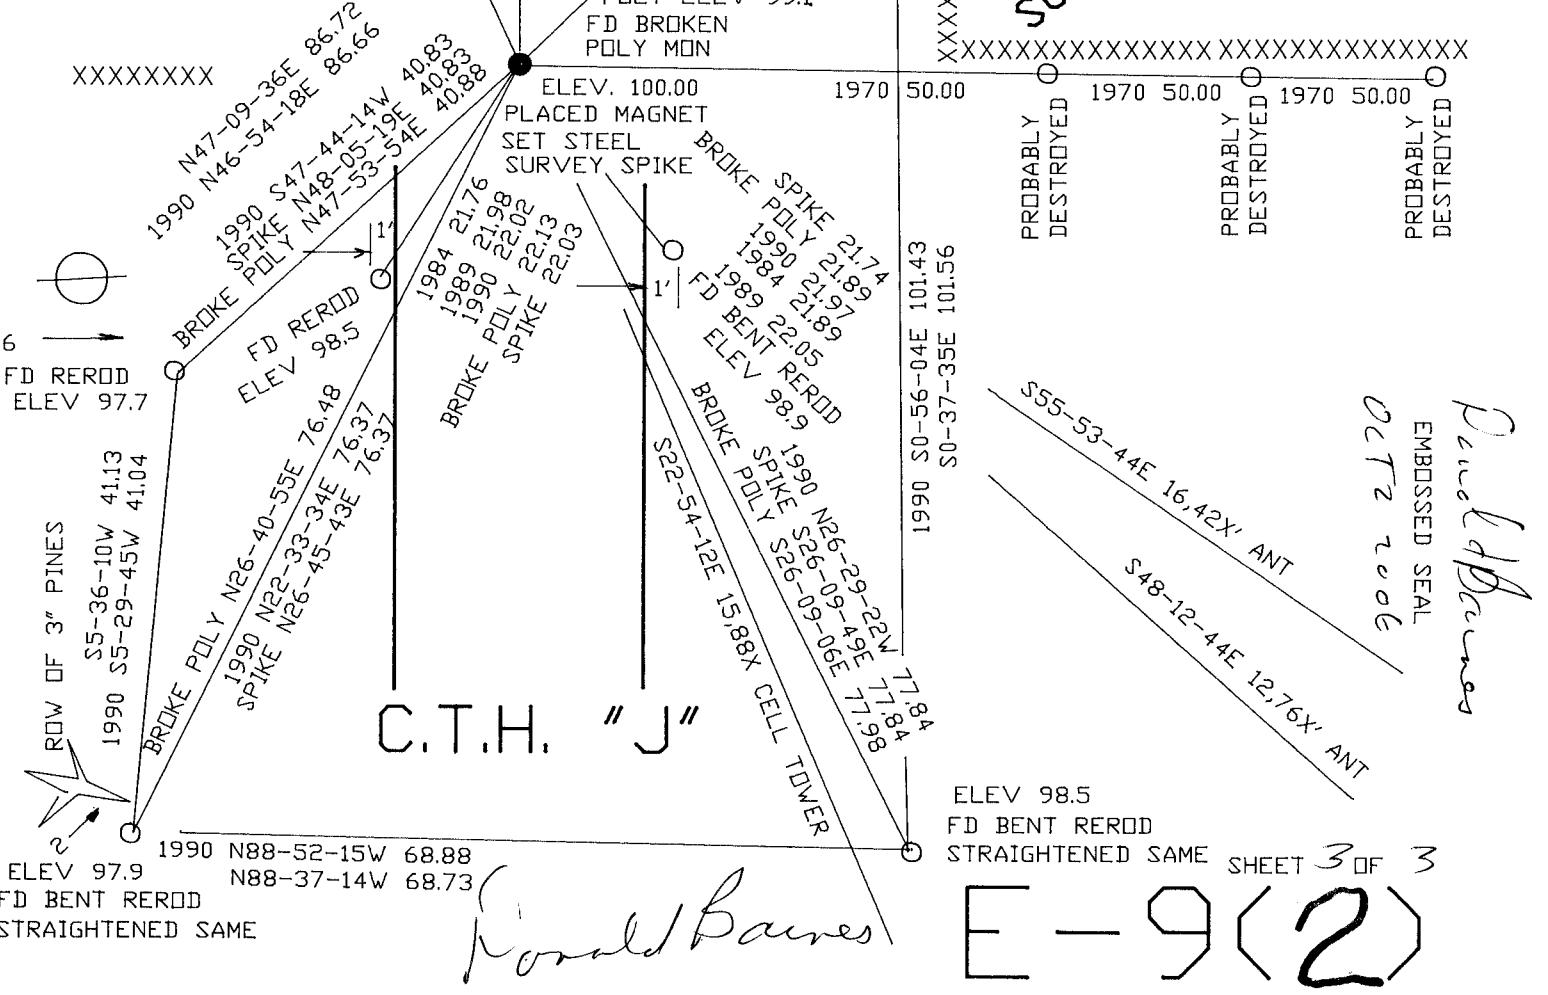 FD BROKEN
POLY MON
XXXXXXXX
N47-09-36E 86.72
1990 N46-54-18E 86.66
1990 S47-44-14W 40.83
SPIKE N48-05-19E 40.83
BROKE POLY N47-53-54E 40.88
ELEV. 100.00
PLACED MAGNET
SET STEEL
SURVEY SPIKE
XXXX
XXXXXXXXXXXXXXXXXXXXXXXXXX
1970 50.00
1970 50.00
1970 50.00
PROBABLY
DESTROYED
PROBABLY
DESTROYED
PROBABLY
DESTROYED
1'
FD REROD
ELEV 98.5
1984 21.76
1989 21.98
1990 22.02
BROKE POLY 22.13
SPIKE 22.03
1'
SPIKE 21.74
BROKE POLY 21.89
1990 21.97
1984 21.89
1989 22.05
FD BENT REROD
ELEV 98.9
6
FD REROD
ELEV 97.7
1990 S0-56-04E 101.43
S0-37-35E 101.56
S55-53-44E 16,42X' ANT
S48-12-44E 12,76X' ANT
OCT 2 2006
EMBOSSED SEAL
ROW OF 3" PINES
S5-36-10W 41.13
1990 S5-29-45W 41.04
BROKE POLY N26-40-55E 76.48
1990 N22-33-34E 76.37
SPIKE N26-45-43E 76.37
S22-54-12E 15,88X CELL TOWER
1990 N26-29-22W 77.84
SPIKE S26-09-49E 77.84
BROKE POLY S26-09-06E 77.98
C.T.H. "J"
2
ELEV 97.9
FD BENT REROD
STRAIGHTENED SAME
1990 N88-52-15W 68.88
N88-37-14W 68.73
Ronald Barnes
ELEV 98.5
FD BENT REROD
STRAIGHTENED SAME
SHEET 3 OF 3
E-9(2)